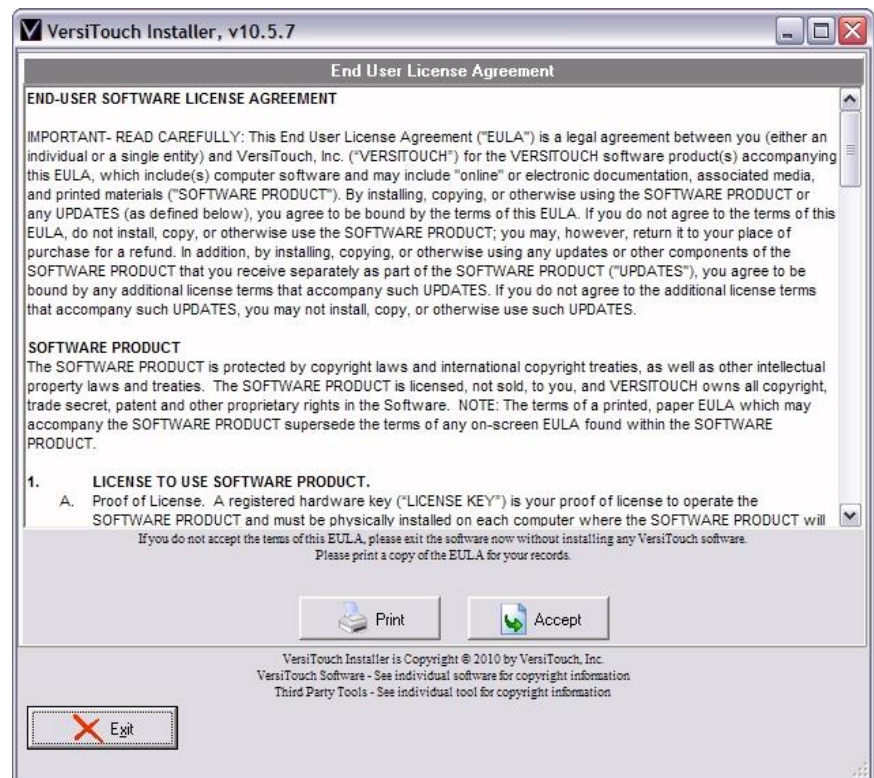 VersiTouch Installer, v10.5.7
End User License Agreement
END-USER SOFTWARE LICENSE AGREEMENT
IMPORTANT- READ CAREFULLY: This End User License Agreement ("EULA") is a legal agreement between you (either an
individual or a single entity) and VersiTouch, Inc. ("VERSITOUCH") for the VERSITOUCH software product(s) accompanying
this EULA, which include(s) computer software and may include "online" or electronic documentation, associated media,
and printed materials ("SOFTWARE PRODUCT"). By installing, copying, or otherwise using the SOFTWARE PRODUCT or
any UPDATES (as defined below), you agree to be bound by the terms of this EULA. If you do not agree to the terms of this
EULA, do not install, copy, or otherwise use the SOFTWARE PRODUCT; you may, however, return it to your place of
purchase for a refund. In addition, by installing, copying, or otherwise using any updates or other components of the
SOFTWARE PRODUCT that you receive separately as part of the SOFTWARE PRODUCT ("UPDATES"), you agree to be
bound by any additional license terms that accompany such UPDATES. If you do not agree to the additional license terms
that accompany such UPDATES, you may not install, copy, or otherwise use such UPDATES.
SOFTWARE PRODUCT
The SOFTWARE PRODUCT is protected by copyright laws and international copyright treaties, as well as other intellectual
property laws and treaties. The SOFTWARE PRODUCT is licensed, not sold, to you, and VERSITOUCH owns all copyright,
trade secret, patent and other proprietary rights in the Software. NOTE: The terms of a printed, paper EULA which may
accompany the SOFTWARE PRODUCT supersede the terms of any on-screen EULA found within the SOFTWARE
PRODUCT.
1. LICENSE TO USE SOFTWARE PRODUCT.
A. Proof of License. A registered hardware key ("LICENSE KEY") is your proof of license to operate the
SOFTWARE PRODUCT and must be physically installed on each computer where the SOFTWARE PRODUCT will
If you do not accept the terms of this EULA, please exit the software now without installing any VersiTouch software.
Please print a copy of the EULA for your records.
Print
Accept
VersiTouch Installer is Copyright © 2010 by VersiTouch, Inc.
VersiTouch Software - See individual software for copyright information
Third Party Tools - See individual tool for copyright information
Exit